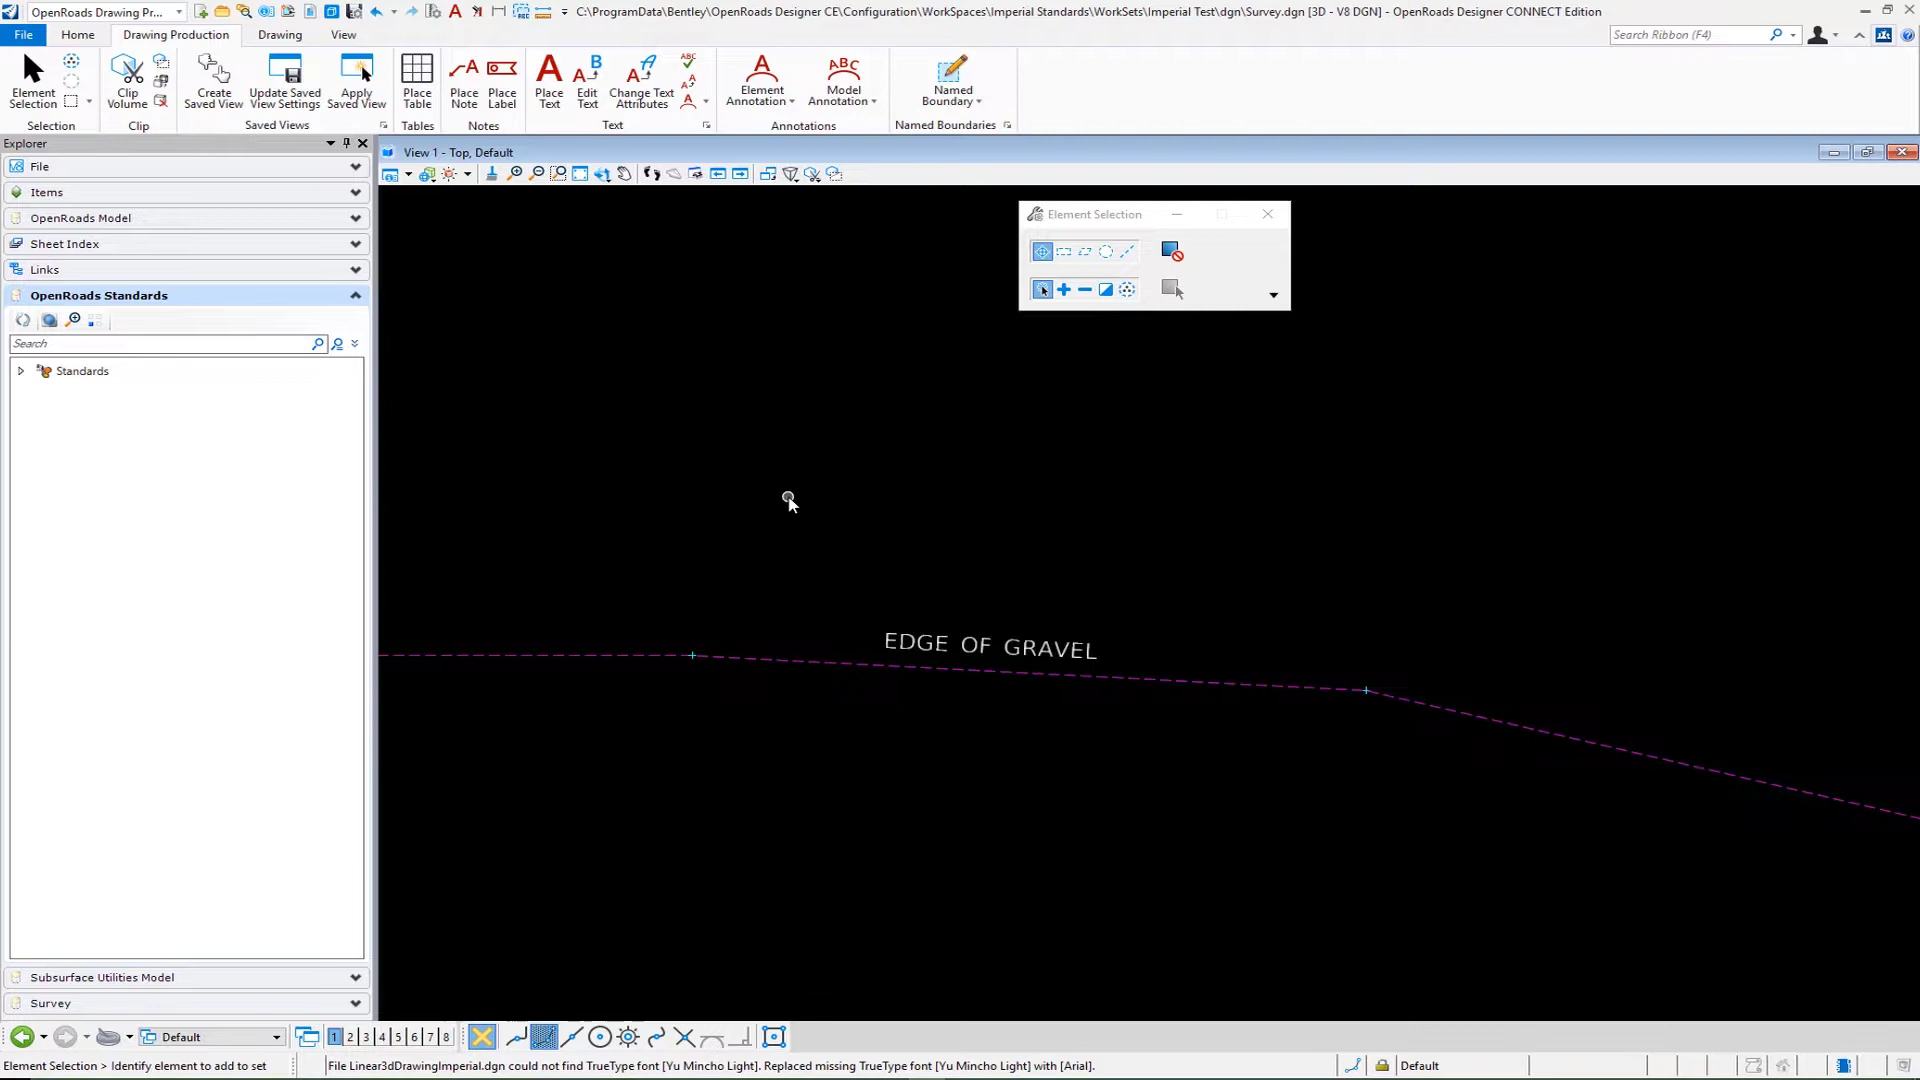 OpenRoads Drawing Pr... C:\ProgramData\Bentley\OpenRoads Designer CE\Configuration\WorkSpaces\Imperial Standards\WorkSets\Imperial Test\dgn\Survey.dgn [3D - V8 DGN] - OpenRoads Designer CONNECT Edition
File Home Drawing Production Drawing View Search Ribbon (F4)
Element Selection
Clip Volume
Create Saved View
Update Saved View Settings
Apply Saved View
Place Table
Place Note
Place Label
Place Text
Edit Text
Change Text Attributes
Element Annotation
Model Annotation
Named Boundary
Selection Clip Saved Views Tables Notes Text Annotations Named Boundaries
Explorer
View 1 - Top, Default
File
Items
OpenRoads Model
Sheet Index
Links
OpenRoads Standards
Search
Standards
Element Selection
EDGE OF GRAVEL
Subsurface Utilities Model
Survey
Default 1 2 3 4 5 6 7 8
Element Selection > Identify element to add to set File Linear3dDrawingImperial.dgn could not find TrueType font [Yu Mincho Light]. Replaced missing TrueType font [Yu Mincho Light] with [Arial]. Default